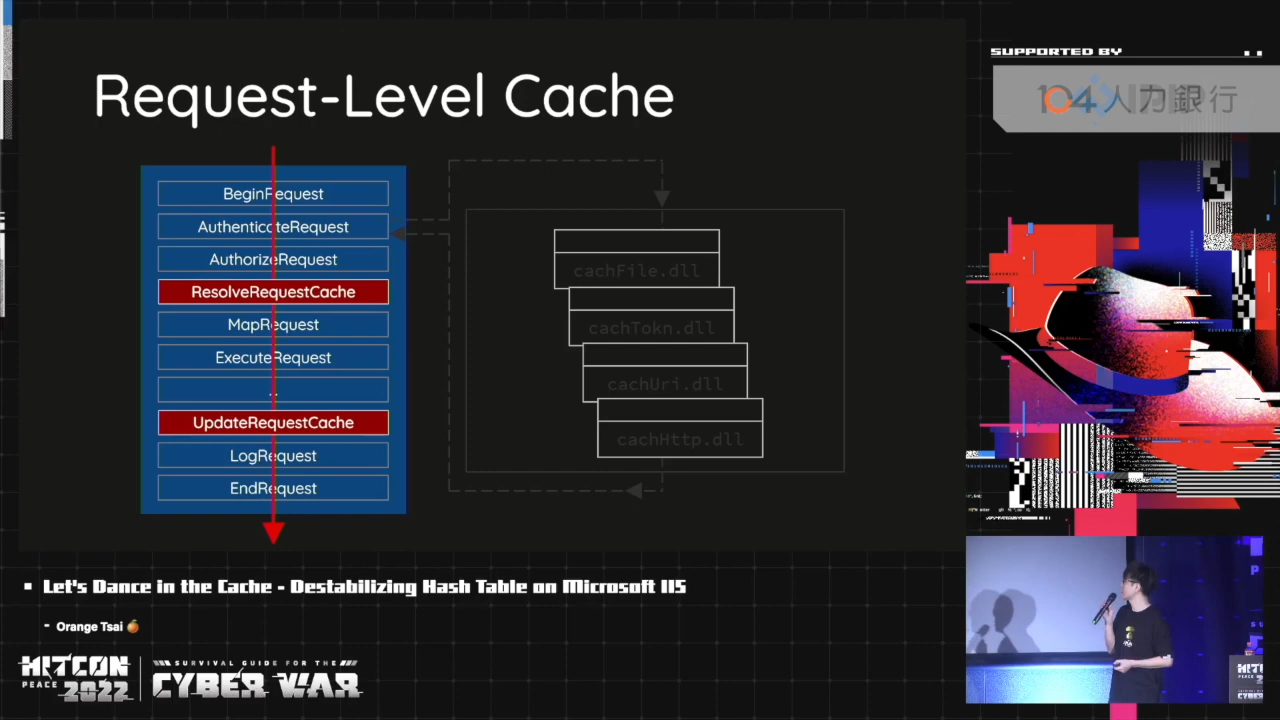 Request-Level Cache
BeginRequest
AuthenticateRequest
AuthorizeRequest
ResolveRequestCache
MapRequest
ExecuteRequest
UpdateRequestCache
LogRequest
EndRequest
cachFile.dll
cachTokn.dll
cachUri.dll
cachHttp.dll
SUPPORTED BY
104人力銀行
Let's Dance in the Cache - Destabilizing Hash Table on Microsoft IIS
- Orange Tsai
HITCON
PEACE 2022
SURVIVAL GUIDE FOR THE
CYBER WAR